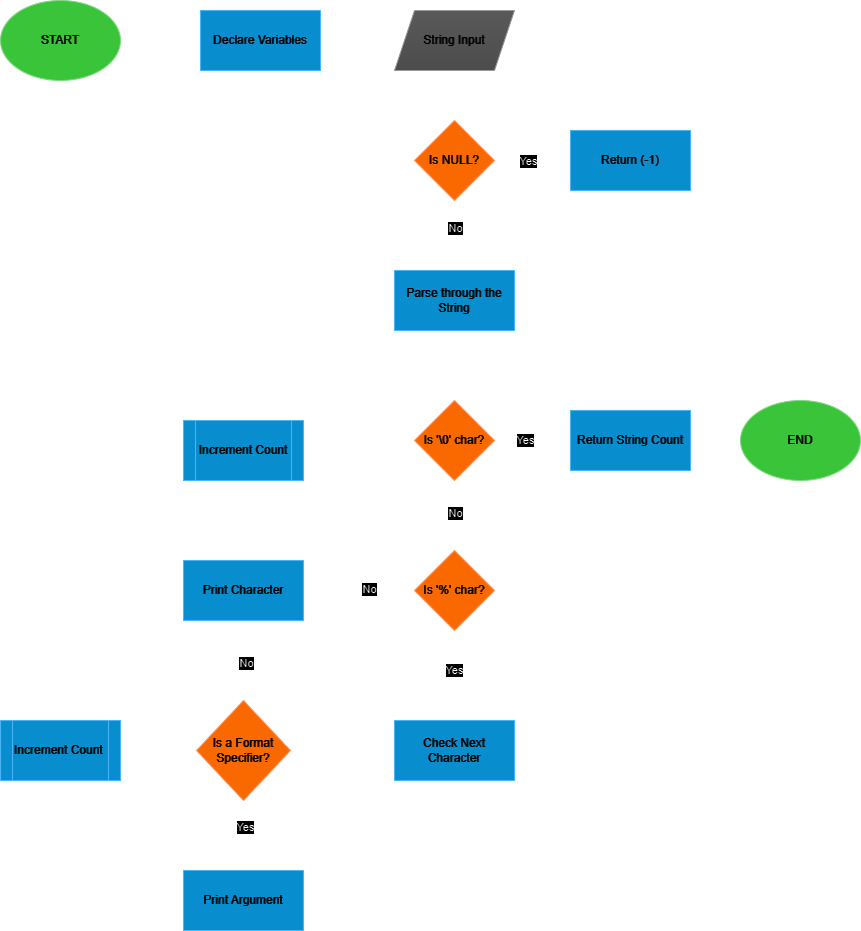 START
Declare Variables
String Input
Is NULL?
Yes
Return (-1)
No
Parse through the
String
Increment Count
Is '\0' char?
Yes
Return String Count
END
No
Print Character
No
Is '%' char?
No
Yes
Increment Count
Is a Format
Specifier?
Check Next
Character
Yes
Print Argument